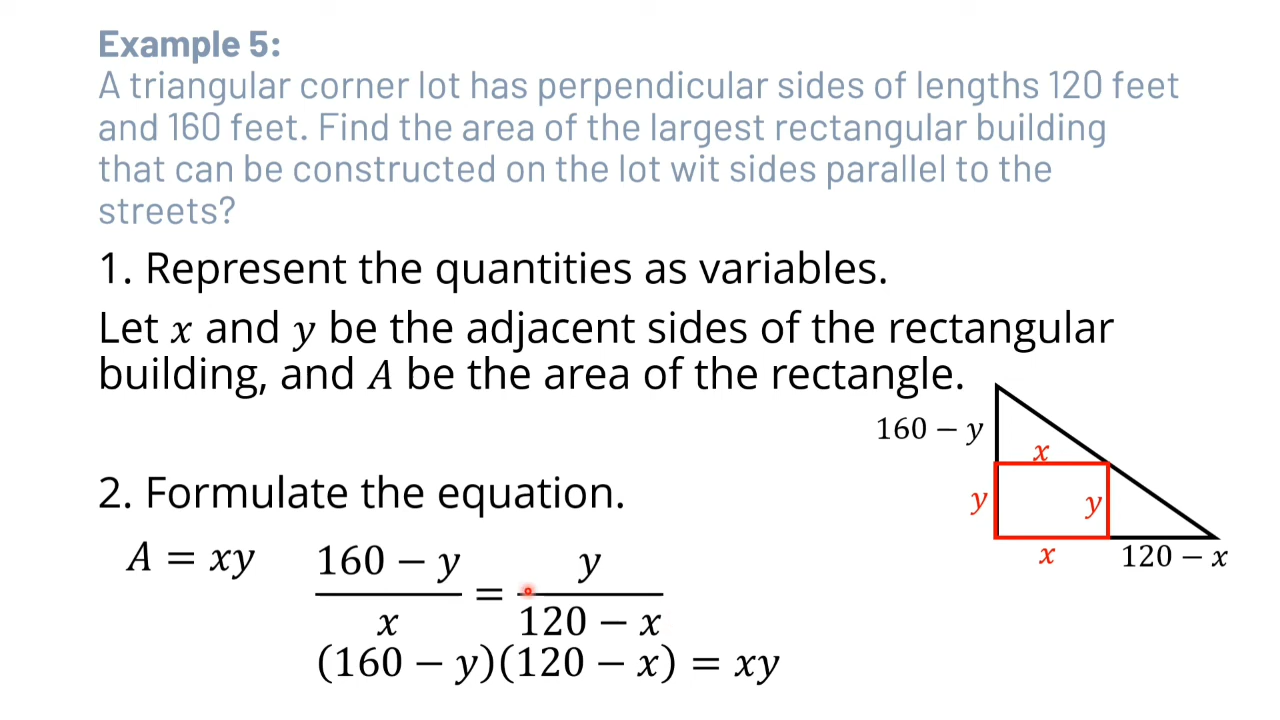 Example 5:
A triangular corner lot has perpendicular sides of lengths 120 feet
and 160 feet. Find the area of the largest rectangular building
that can be constructed on the lot wit sides parallel to the
streets?
1. Represent the quantities as variables.
Let x and y be the adjacent sides of the rectangular
building, and A be the area of the rectangle.
160 − y
x
y
y
x
120 − x
2. Formulate the equation.
A = xy
160 − y / x = y / 120 − x
(160 − y)(120 − x) = xy